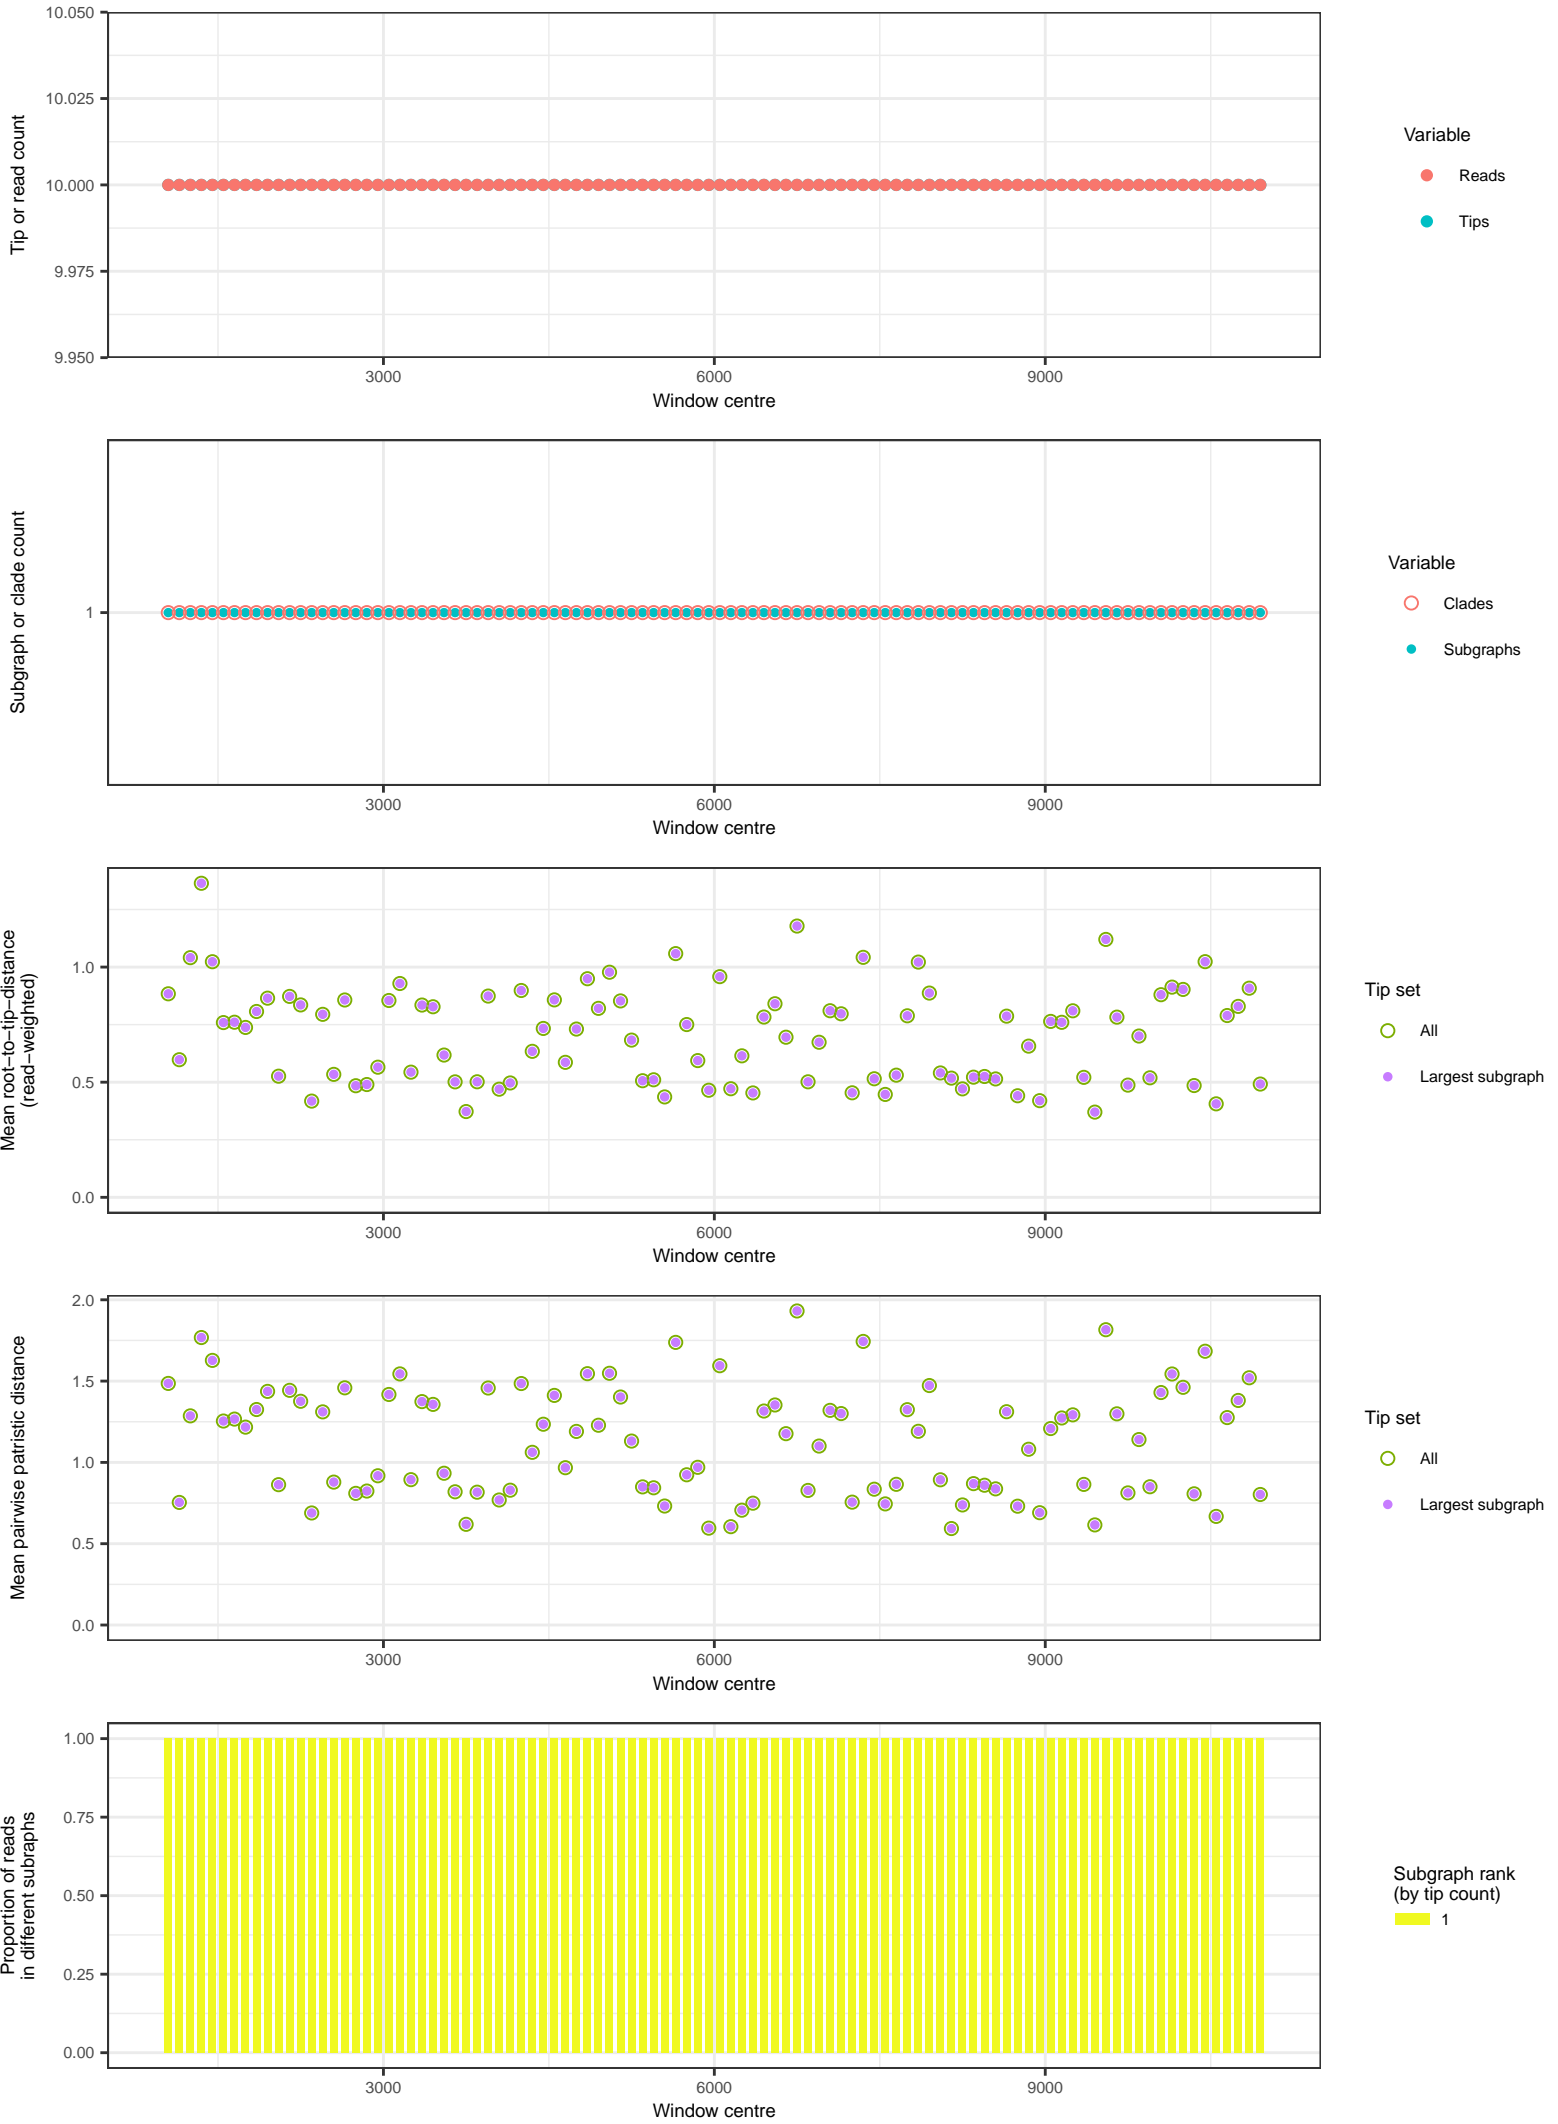 10.050
10.025
10.000
9.975
9.950
Tip or read count
3000 6000 9000
Window centre
Variable
Reads
Tips
1
Subgraph or clade count
3000 6000 9000
Window centre
Variable
Clades
Subgraphs
1.0
0.5
0.0
Mean root−to−tip−distance
(read−weighted)
3000 6000 9000
Window centre
Tip set
All
Largest subgraph
2.0
1.5
1.0
0.5
0.0
Mean pairwise patristic distance
3000 6000 9000
Window centre
Tip set
All
Largest subgraph
1.00
0.75
0.50
0.25
0.00
Proportion of reads
in different subraphs
3000 6000 9000
Window centre
Subgraph rank
(by tip count)
1